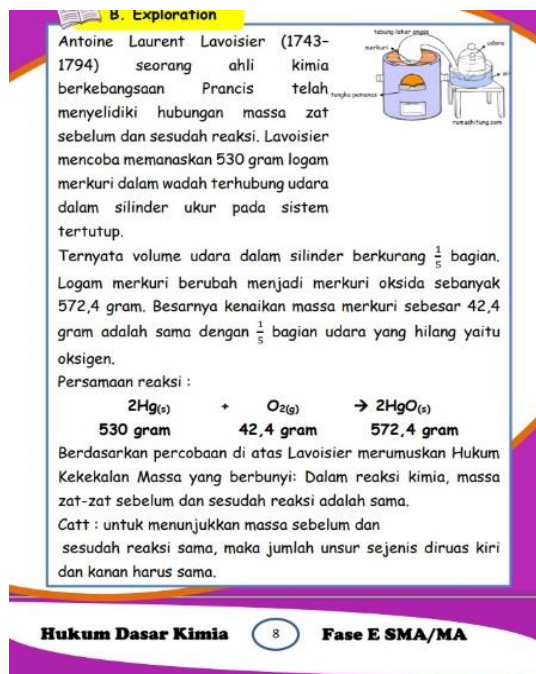 B. Exploration
Antoine Laurent Lavoisier (1743-
1794) seorang ahli kimia
berkebangsaan Prancis telah
menyelidiki hubungan massa zat
sebelum dan sesudah reaksi. Lavoisier
mencoba memanaskan 530 gram logam
merkuri dalam wadah terhubung udara
dalam silinder ukur pada sistem
tertutup.
tabung leher angsa
merkuri
udara
tungku pemanas
rumushitung.com
Ternyata volume udara dalam silinder berkurang 1/5 bagian.
Logam merkuri berubah menjadi merkuri oksida sebanyak
572,4 gram. Besarnya kenaikan massa merkuri sebesar 42,4
gram adalah sama dengan 1/5 bagian udara yang hilang yaitu
oksigen.
Persamaan reaksi :
2Hg(s) + O2(g) → 2HgO(s)
530 gram 42,4 gram 572,4 gram
Berdasarkan percobaan di atas Lavoisier merumuskan Hukum
Kekekalan Massa yang berbunyi: Dalam reaksi kimia, massa
zat-zat sebelum dan sesudah reaksi adalah sama.
Catt : untuk menunjukkan massa sebelum dan
sesudah reaksi sama, maka jumlah unsur sejenis diruas kiri
dan kanan harus sama.
Hukum Dasar Kimia 8 Fase E SMA/MA